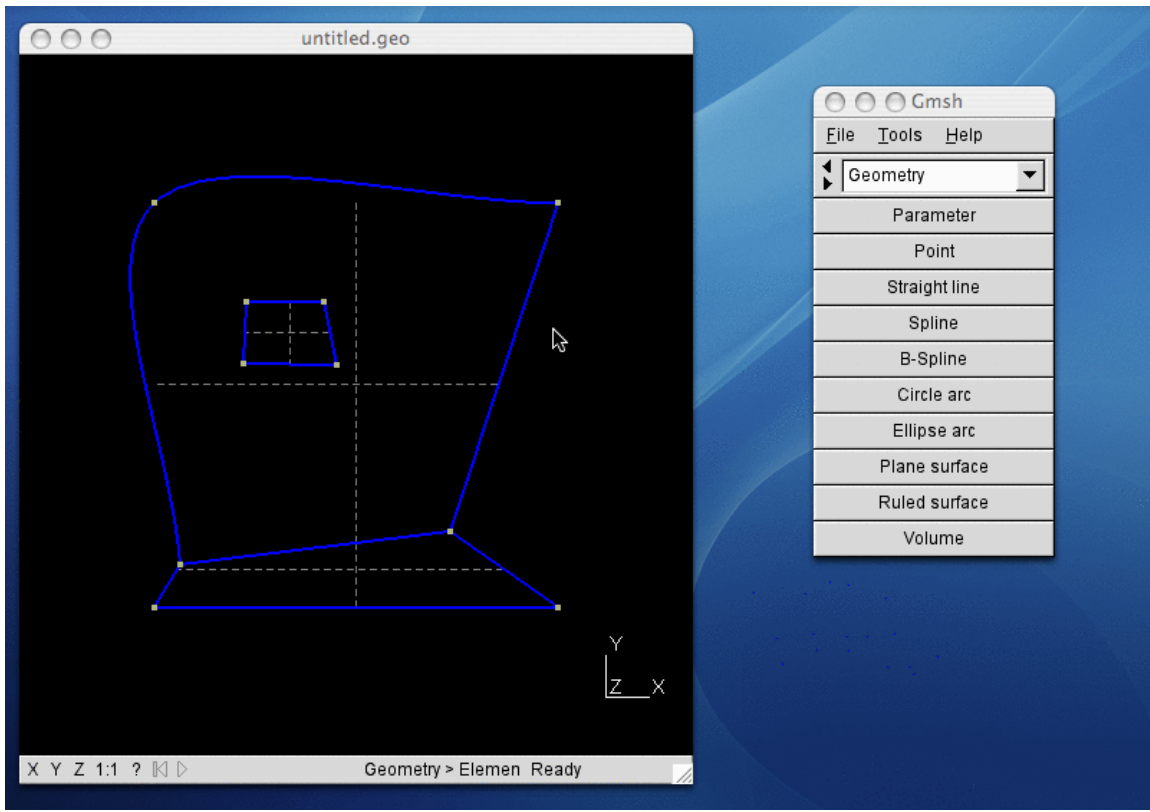 untitled.geo
Y
Z X
X Y Z 1:1 ?
Geometry > Elemen Ready
Gmsh
File Tools Help
Geometry
Parameter
Point
Straight line
Spline
B-Spline
Circle arc
Ellipse arc
Plane surface
Ruled surface
Volume